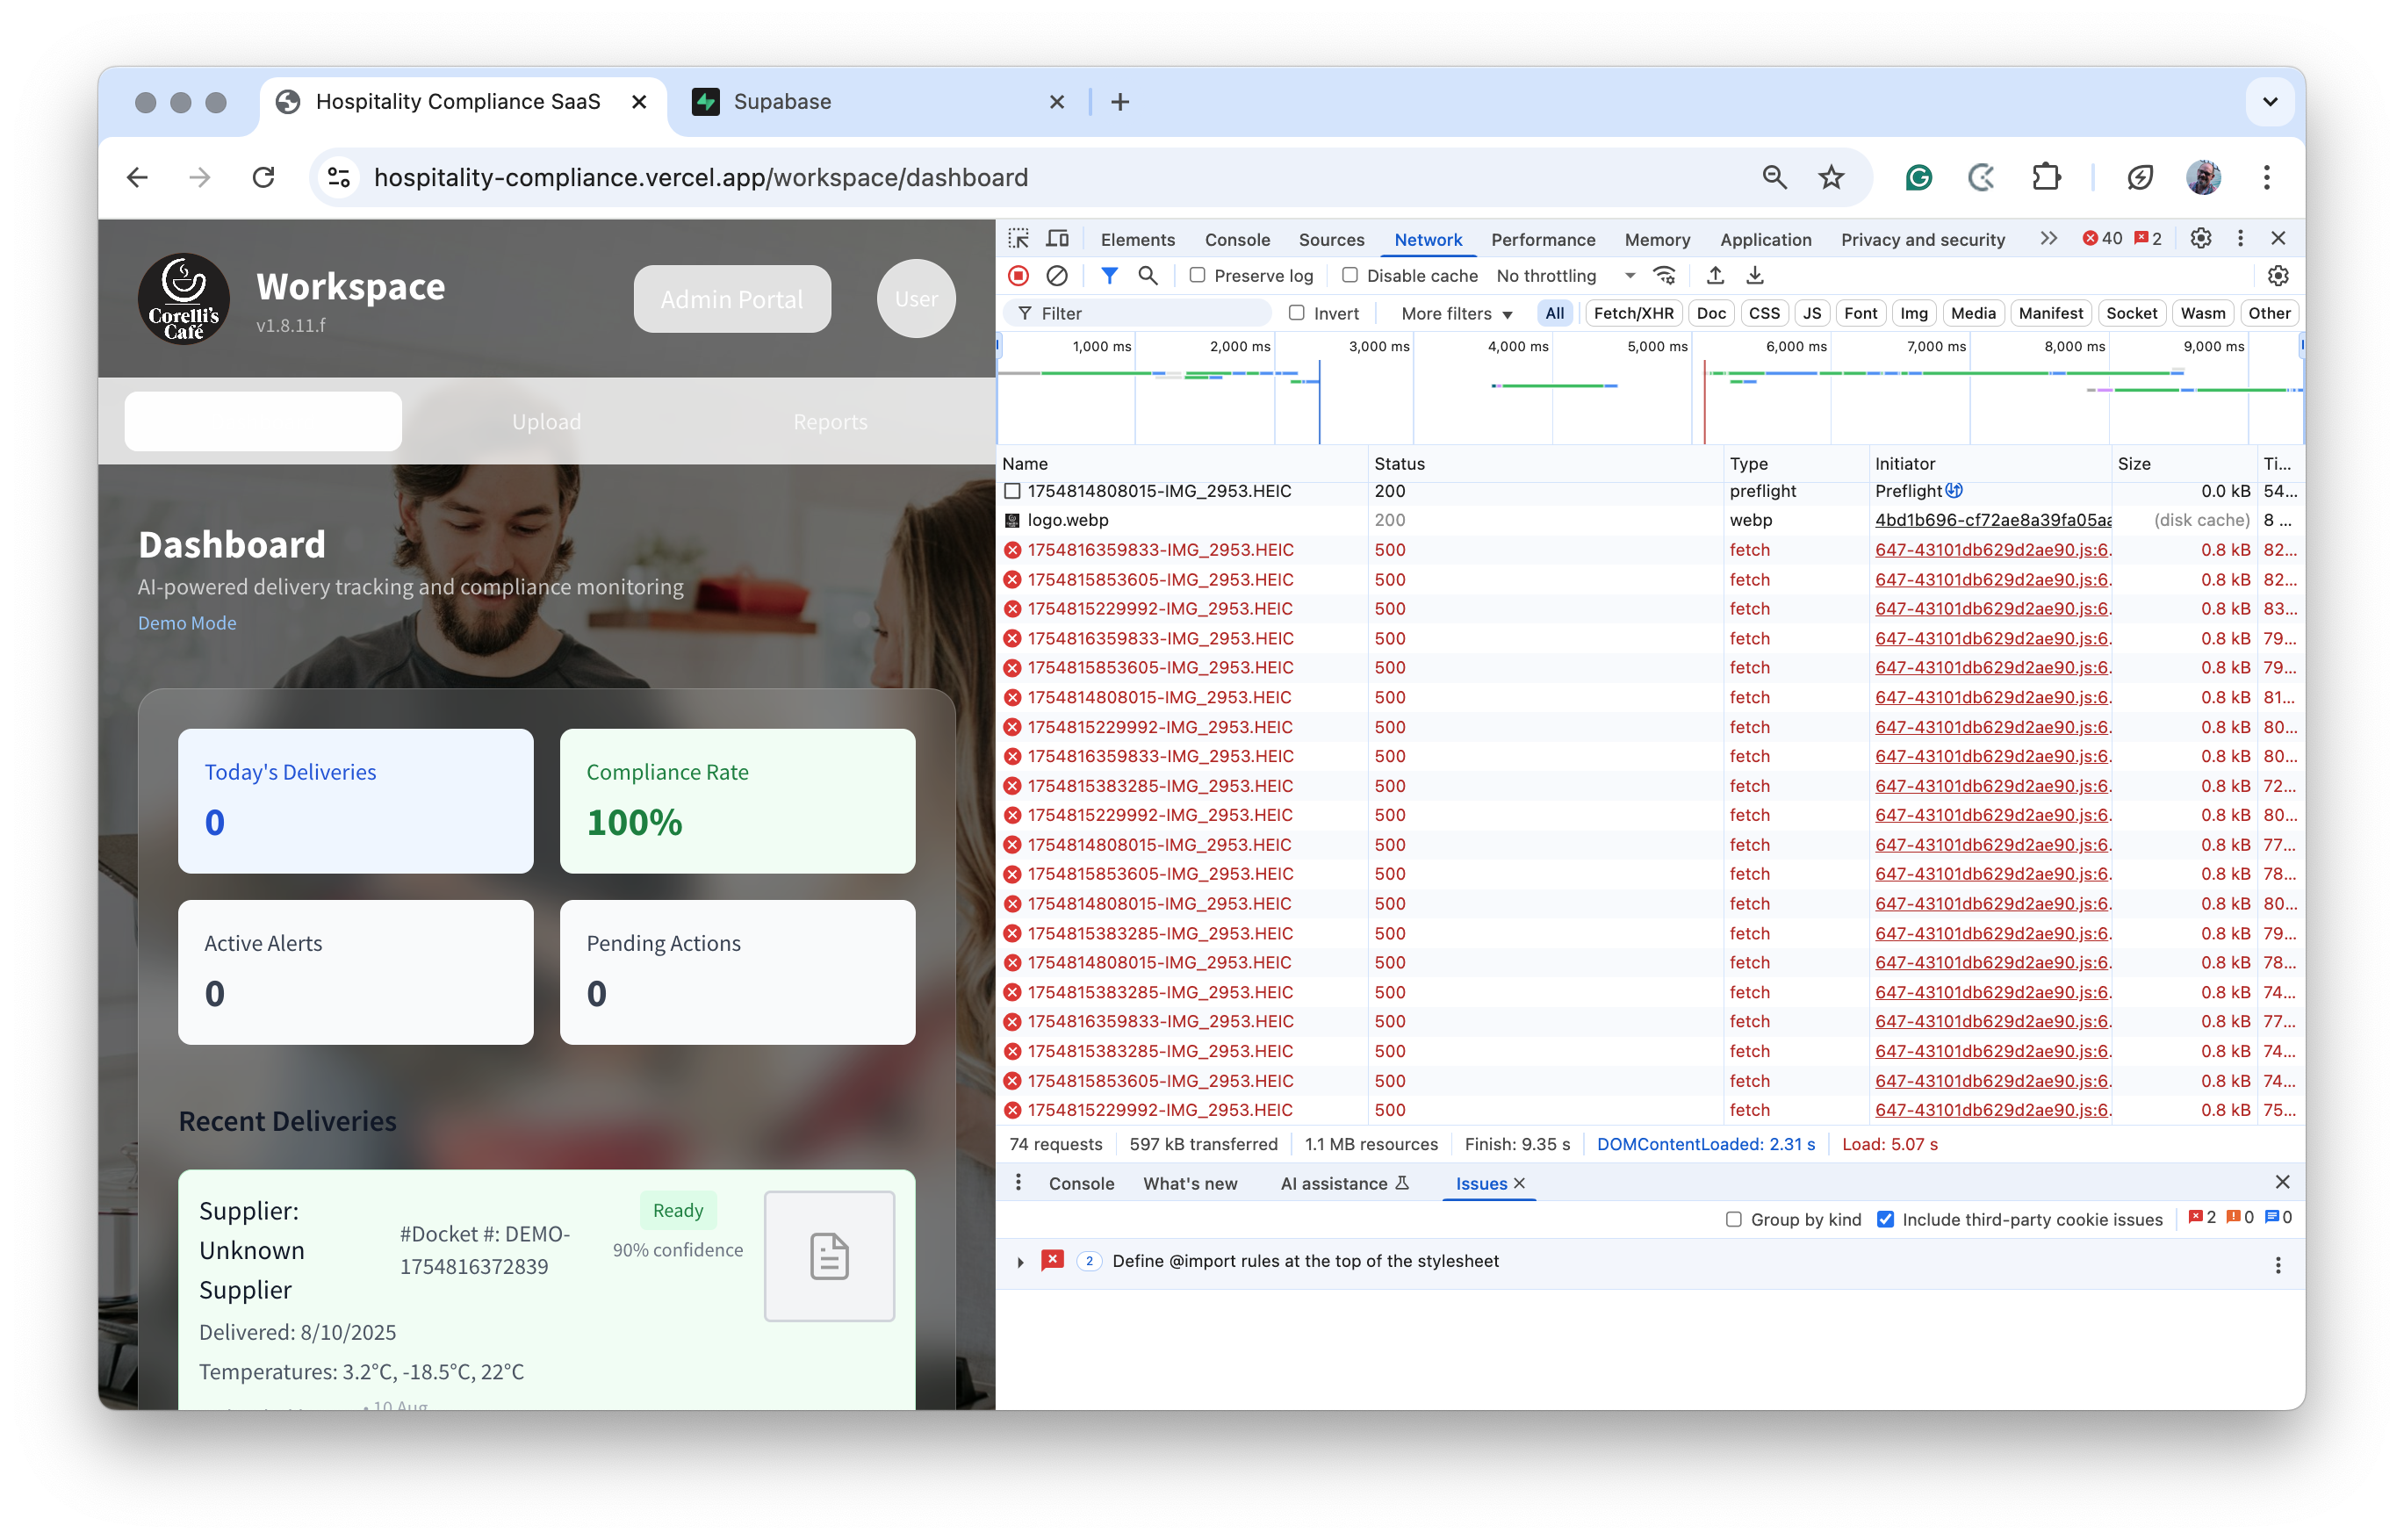 Hospitality Compliance SaaS
Supabase
hospitality-compliance.vercel.app/workspace/dashboard
Corelli's
Café
Workspace
v1.8.11.f
Admin Portal
User
Upload
Reports
Dashboard
AI-powered delivery tracking and compliance monitoring
Demo Mode
Today's Deliveries
0
Compliance Rate
100%
Active Alerts
0
Pending Actions
0
Recent Deliveries
Supplier:
Unknown
Supplier
#Docket #: DEMO-
1754816372839
Ready
90% confidence
Delivered: 8/10/2025
Temperatures: 3.2°C, -18.5°C, 22°C
• 10 Aug
Elements Console Sources Network Performance Memory Application Privacy and security 40 2
Preserve log Disable cache No throttling
Filter Invert More filters All Fetch/XHR Doc CSS JS Font Img Media Manifest Socket Wasm Other
1,000 ms 2,000 ms 3,000 ms 4,000 ms 5,000 ms 6,000 ms 7,000 ms 8,000 ms 9,000 ms
Name Status Type Initiator Size Ti...
1754814808015-IMG_2953.HEIC 200 preflight Preflight 0.0 kB 54...
logo.webp 200 webp 4bd1b696-cf72ae8a39fa05aa (disk cache) 8 ...
1754816359833-IMG_2953.HEIC 500 fetch 647-43101db629d2ae90.js:6. 0.8 kB 82...
1754815853605-IMG_2953.HEIC 500 fetch 647-43101db629d2ae90.js:6. 0.8 kB 82...
1754815229992-IMG_2953.HEIC 500 fetch 647-43101db629d2ae90.js:6. 0.8 kB 83...
1754816359833-IMG_2953.HEIC 500 fetch 647-43101db629d2ae90.js:6. 0.8 kB 79...
1754815853605-IMG_2953.HEIC 500 fetch 647-43101db629d2ae90.js:6. 0.8 kB 79...
1754814808015-IMG_2953.HEIC 500 fetch 647-43101db629d2ae90.js:6. 0.8 kB 81...
1754815229992-IMG_2953.HEIC 500 fetch 647-43101db629d2ae90.js:6. 0.8 kB 80...
1754816359833-IMG_2953.HEIC 500 fetch 647-43101db629d2ae90.js:6. 0.8 kB 80...
1754815383285-IMG_2953.HEIC 500 fetch 647-43101db629d2ae90.js:6. 0.8 kB 72...
1754815229992-IMG_2953.HEIC 500 fetch 647-43101db629d2ae90.js:6. 0.8 kB 80...
1754814808015-IMG_2953.HEIC 500 fetch 647-43101db629d2ae90.js:6. 0.8 kB 77...
1754815853605-IMG_2953.HEIC 500 fetch 647-43101db629d2ae90.js:6. 0.8 kB 78...
1754814808015-IMG_2953.HEIC 500 fetch 647-43101db629d2ae90.js:6. 0.8 kB 80...
1754815383285-IMG_2953.HEIC 500 fetch 647-43101db629d2ae90.js:6. 0.8 kB 79...
1754814808015-IMG_2953.HEIC 500 fetch 647-43101db629d2ae90.js:6. 0.8 kB 78...
1754815383285-IMG_2953.HEIC 500 fetch 647-43101db629d2ae90.js:6. 0.8 kB 74...
1754816359833-IMG_2953.HEIC 500 fetch 647-43101db629d2ae90.js:6. 0.8 kB 77...
1754815383285-IMG_2953.HEIC 500 fetch 647-43101db629d2ae90.js:6. 0.8 kB 74...
1754815853605-IMG_2953.HEIC 500 fetch 647-43101db629d2ae90.js:6. 0.8 kB 74...
1754815229992-IMG_2953.HEIC 500 fetch 647-43101db629d2ae90.js:6. 0.8 kB 75...
74 requests 597 kB transferred 1.1 MB resources Finish: 9.35 s DOMContentLoaded: 2.31 s Load: 5.07 s
Console What's new AI assistance Issues
Group by kind Include third-party cookie issues 2 0 0
2 Define @import rules at the top of the stylesheet